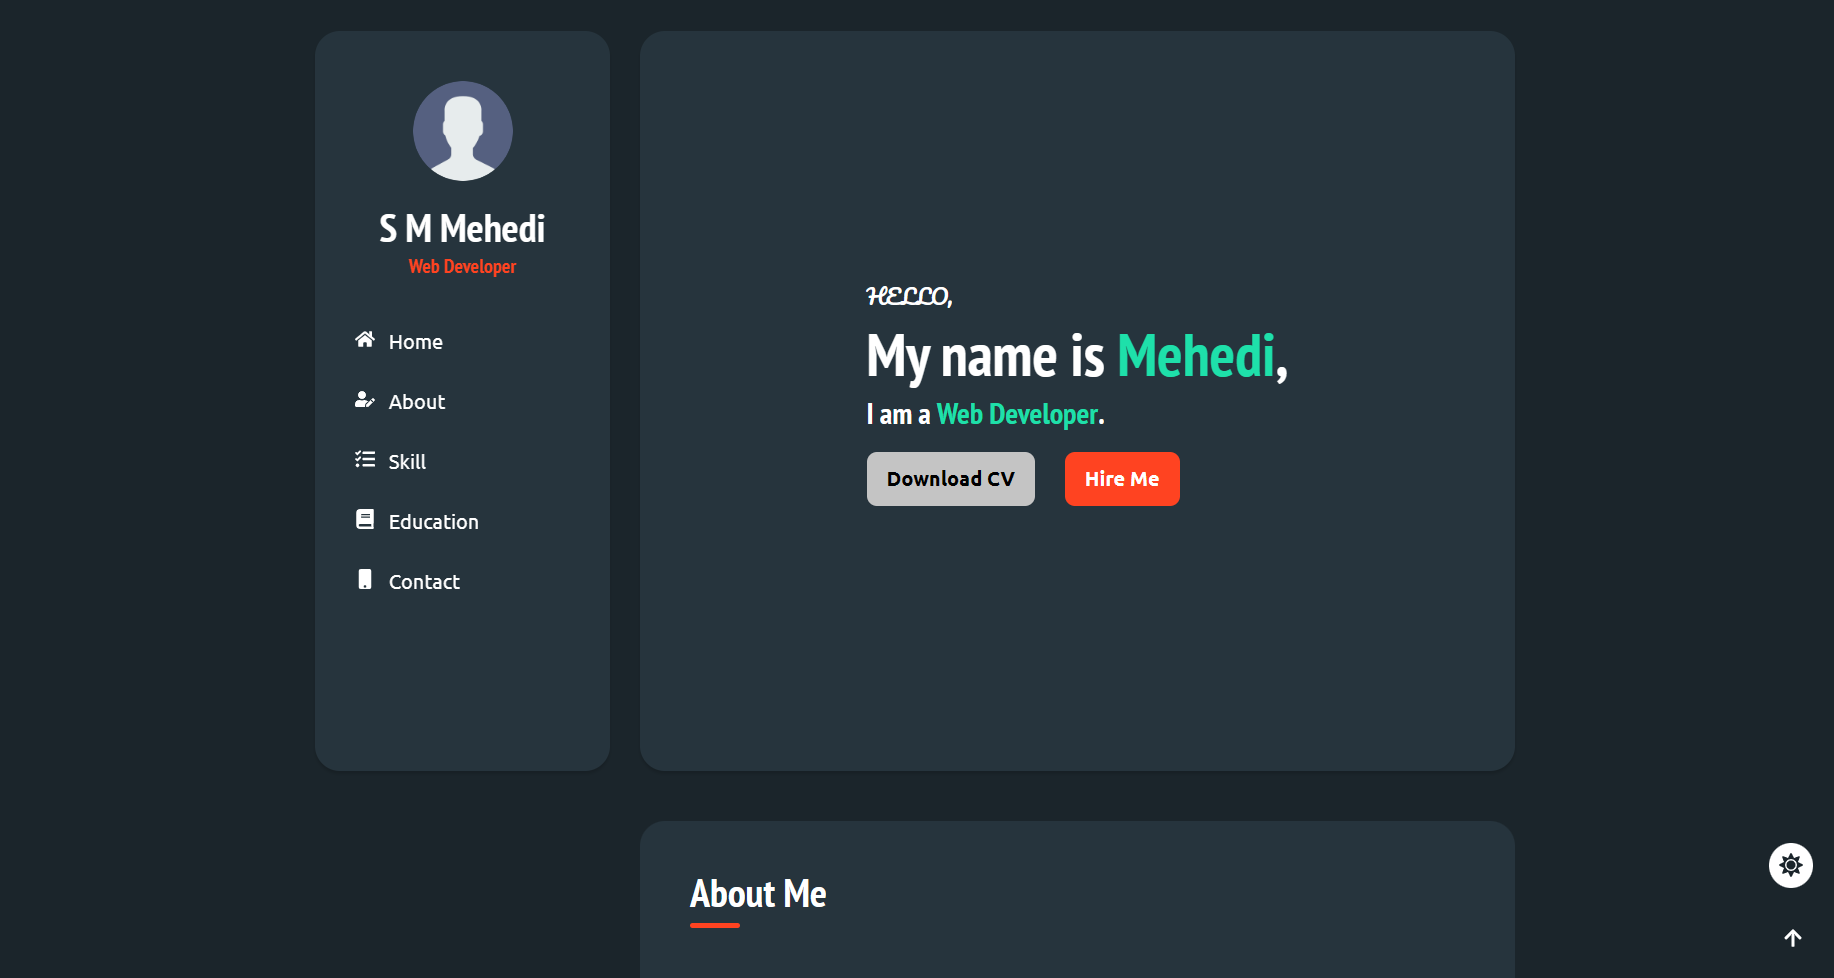 S M Mehedi
Web Developer
Home
About
Skill
Education
Contact
HELLO,
My name is Mehedi,
I am a Web Developer.
Download CV
Hire Me
About Me